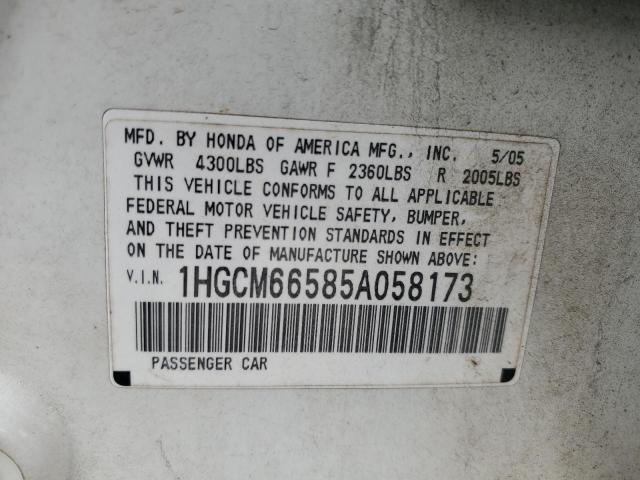 MFD. BY HONDA OF AMERICA MFG., INC. 5/05
GVWR 4300LBS GAWR F 2360LBS R 2005LBS
THIS VEHICLE CONFORMS TO ALL APPLICABLE
FEDERAL MOTOR VEHICLE SAFETY, BUMPER,
AND THEFT PREVENTION STANDARDS IN EFFECT
ON THE DATE OF MANUFACTURE SHOWN ABOVE:
V.I.N. 1HGCM66585A058173
PASSENGER CAR